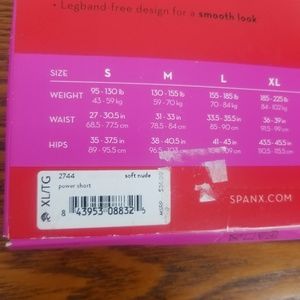 • Legband-free design for a smooth look
SIZE S M L XL
WEIGHT 95-130 lb 130-155 lb 155-185 lb 185-225 lb
43-59 kg 59-70 kg 70-84 kg 84-102 kg
WAIST 27-30.5 in 31-33 in 33.5-35.5 in 36-39 in
68.5-77.5 cm 78.5-84 cm 85-90 cm 91.5-99 cm
HIPS 35-37.5 in 38-40.5 in 41-43 in 43.5-45.5 in
89-95.5 cm 96.5- cm
XL/TG
2744 soft nude
power short
8 43953 08832 5
MSRP
SPANX.COM